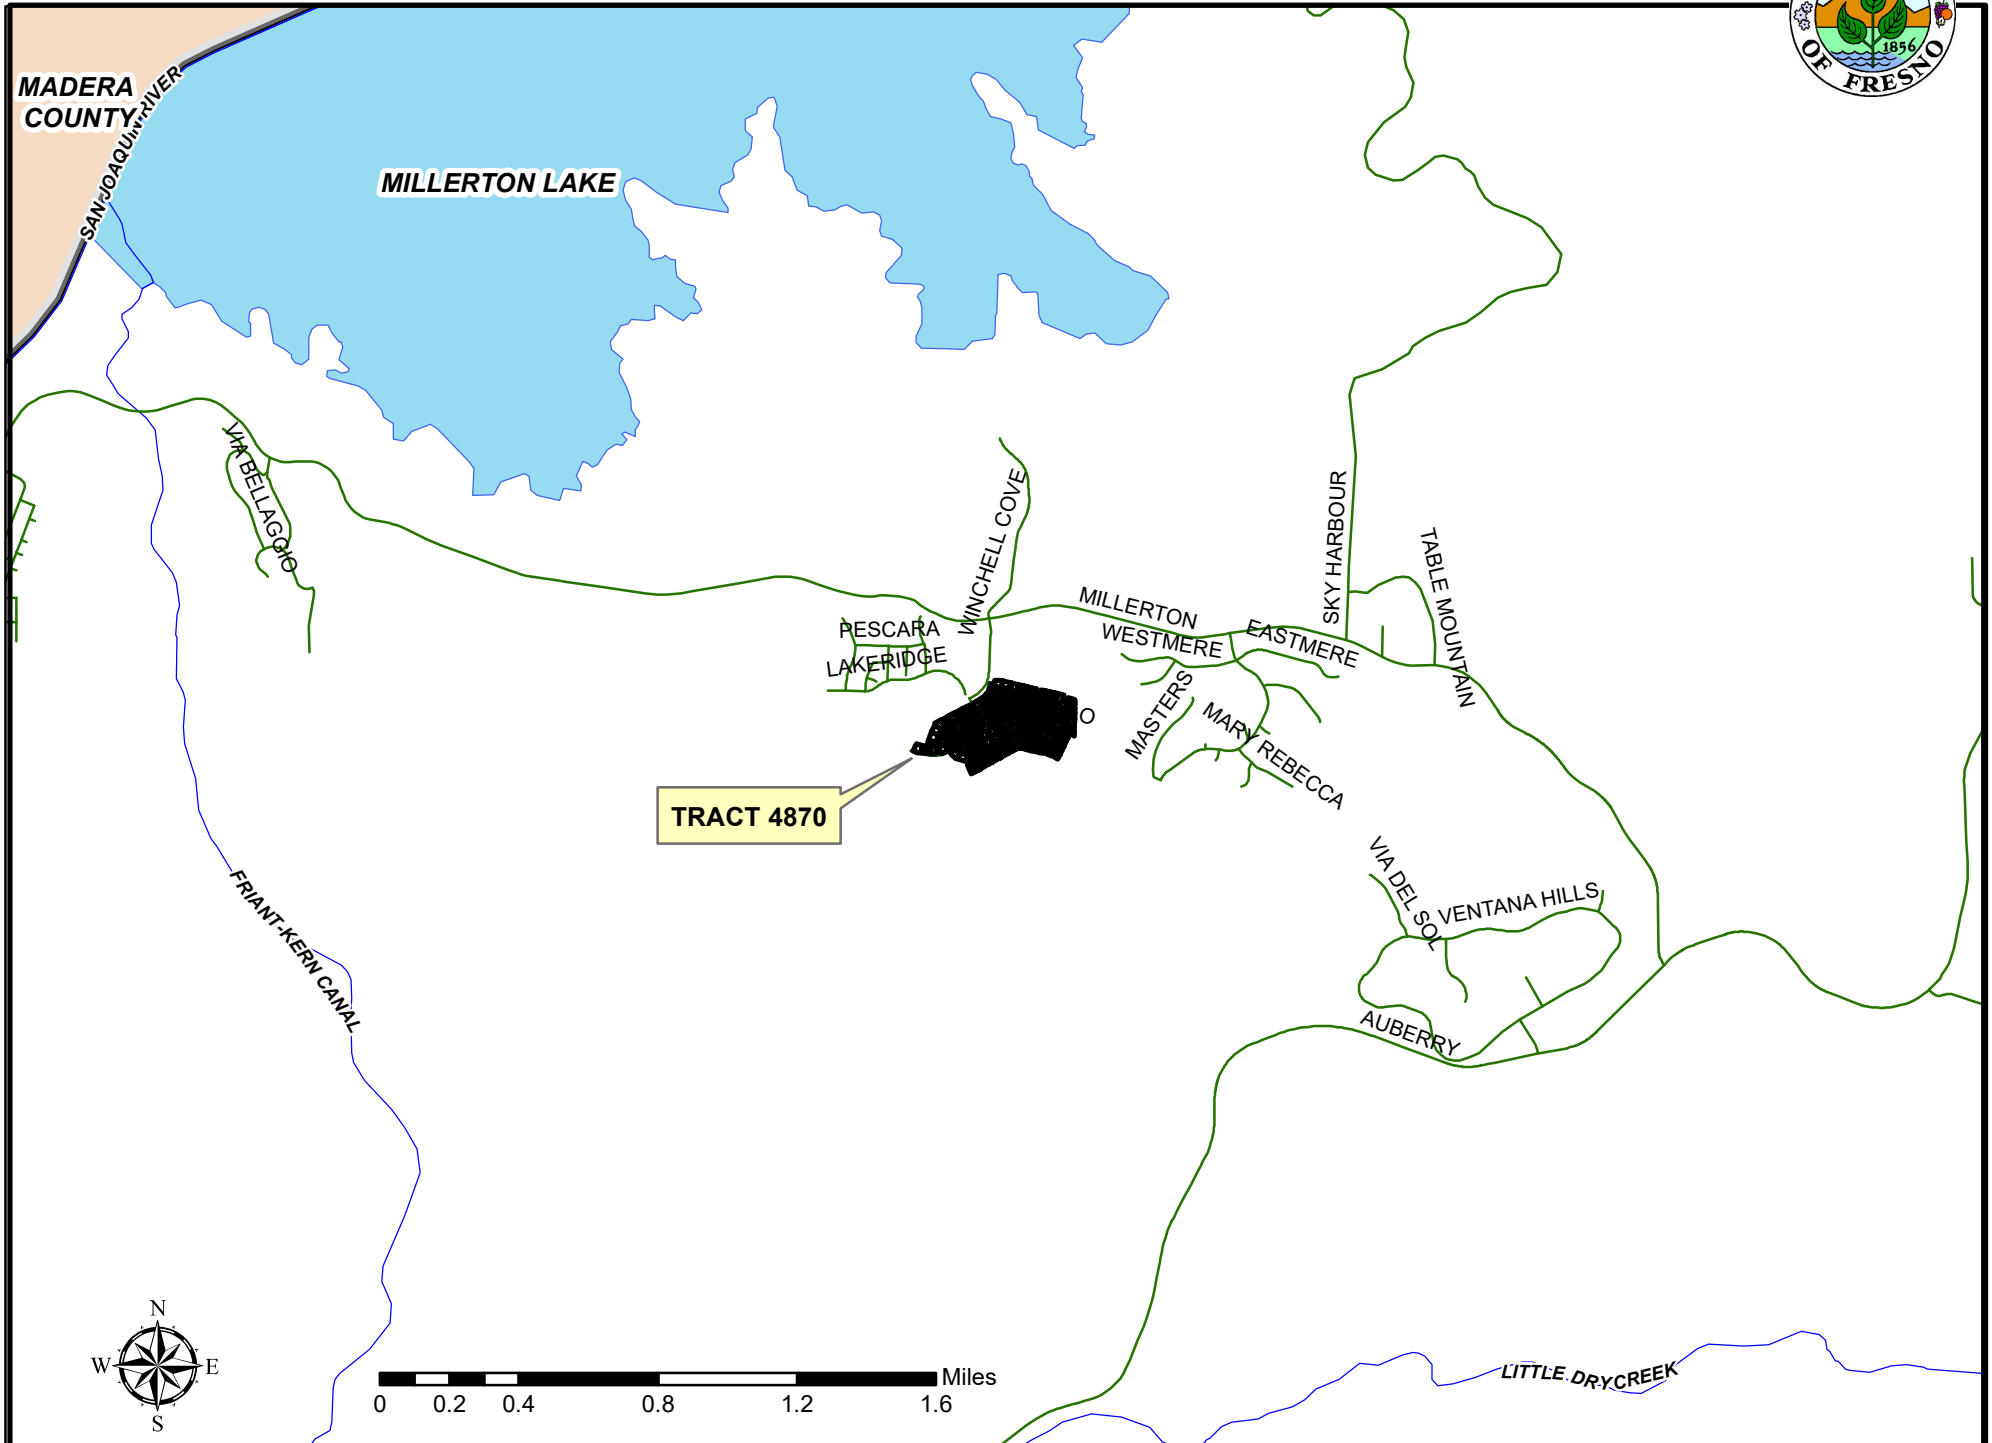 1856
OF FRESNO
MADERA
COUNTY
SAN JOAQUIN RIVER
MILLERTON LAKE
VIA BELLAGGIO
WINCHELL COVE
SKY HARBOUR
TABLE MOUNTAIN
MILLERTON
PESCARA
WESTMERE
EASTMERE
LAKERIDGE
MASTERS
O
MARY REBECCA
TRACT 4870
VIA DEL SOL
VENTANA HILLS
FRIANT-KERN CANAL
AUBERRY
N
W
E
S
LITTLE DRYCREEK
Miles
0 0.2 0.4 0.8 1.2 1.6